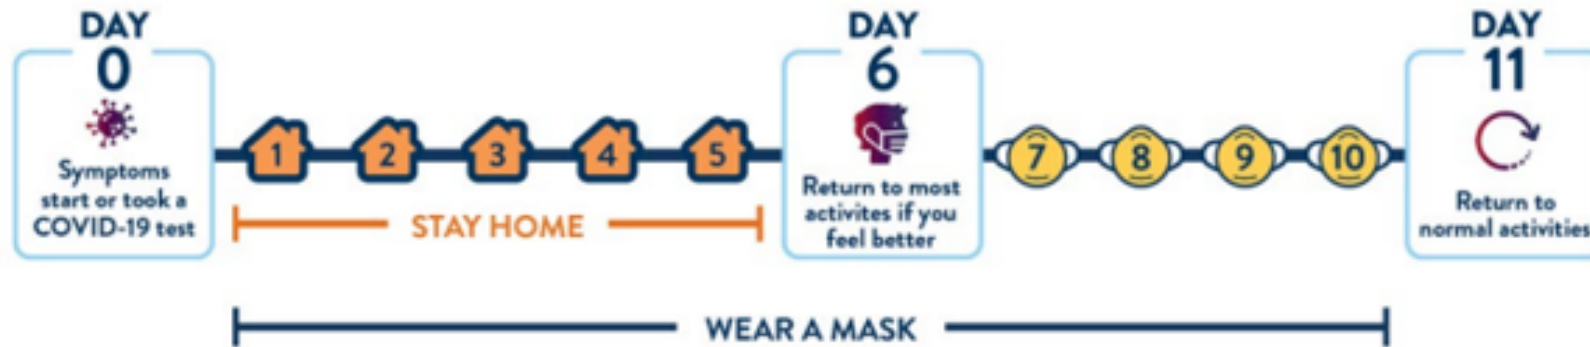 DAY
0
Symptoms
start or took a
COVID-19 test
1
2
3
4
5
STAY HOME
DAY
6
Return to most
activites if you
feel better
7
8
9
10
DAY
11
Return to
normal activities
WEAR A MASK